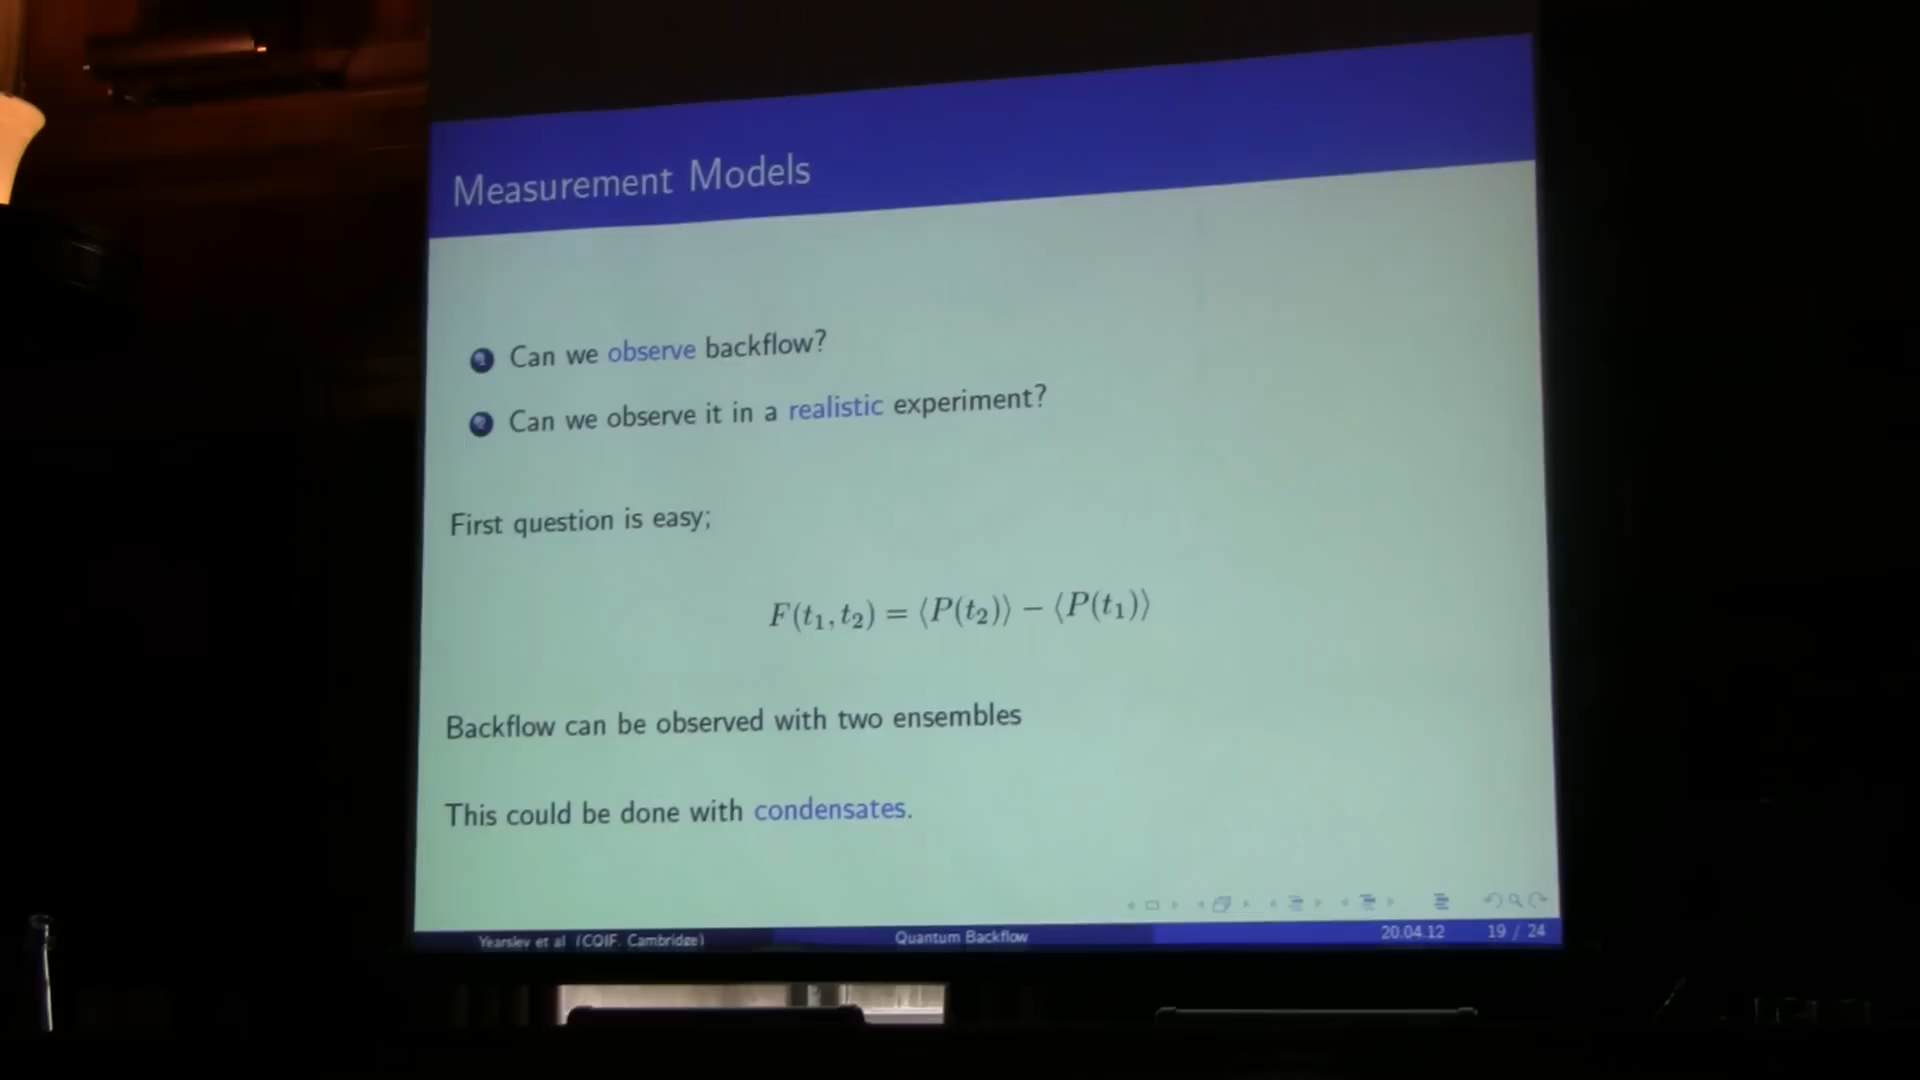 Measurement Models
1 Can we observe backflow?
2 Can we observe it in a realistic experiment?
First question is easy;
F(t₁, t₂) = ⟨P(t₂)⟩ − ⟨P(t₁)⟩
Backflow can be observed with two ensembles
This could be done with condensates.
Yearsley et al (CQIF, Cambridge) Quantum Backflow 20.04.12 19 / 24